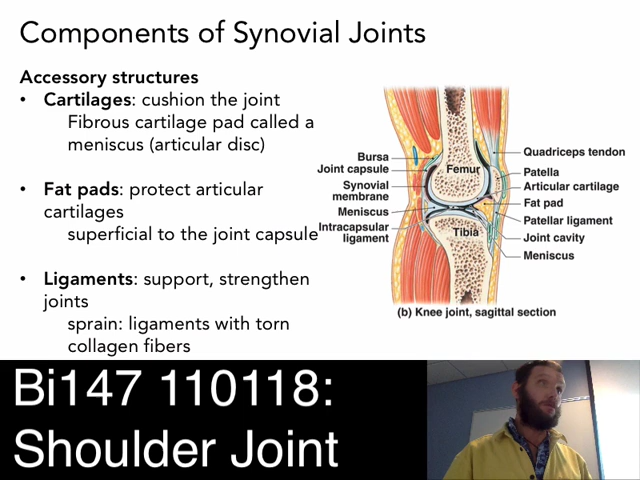 Components of Synovial Joints
Accessory structures
• Cartilages: cushion the joint
Fibrous cartilage pad called a
meniscus (articular disc)
• Fat pads: protect articular
cartilages
superficial to the joint capsule
• Ligaments: support, strengthen
joints
sprain: ligaments with torn
collagen fibers
Bursa
Joint capsule
Synovial
membrane
Meniscus
Intracapsular
ligament
Femur
Tibia
Quadriceps tendon
Patella
Articular cartilage
Fat pad
Patellar ligament
Joint cavity
Meniscus
(b) Knee joint, sagittal section
Bi147 110118:
Shoulder Joint